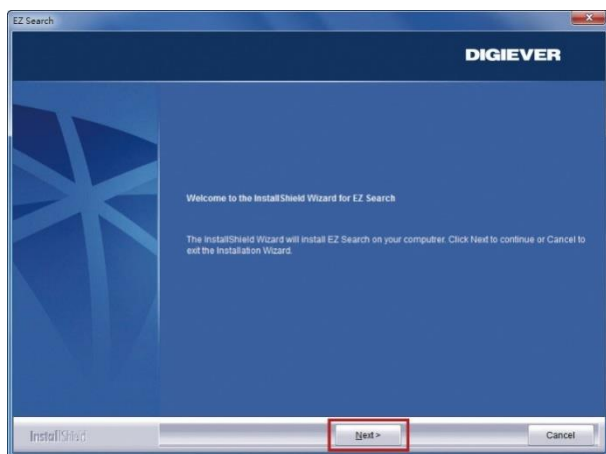 EZ Search
DIGIEVER
Welcome to the InstallShield Wizard for EZ Search
The InstallShield Wizard will install EZ Search on your computrer. Click Next to continue or Cancel to
exit the Installation Wizard.
InstallShield
Next >
Cancel